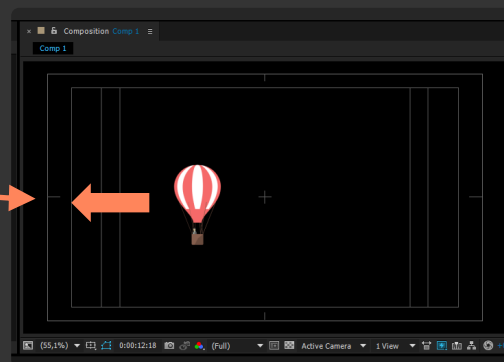 Composition Comp 1
Comp 1
(55,1%) 0:00:12:18 (Full) Active Camera 1 View